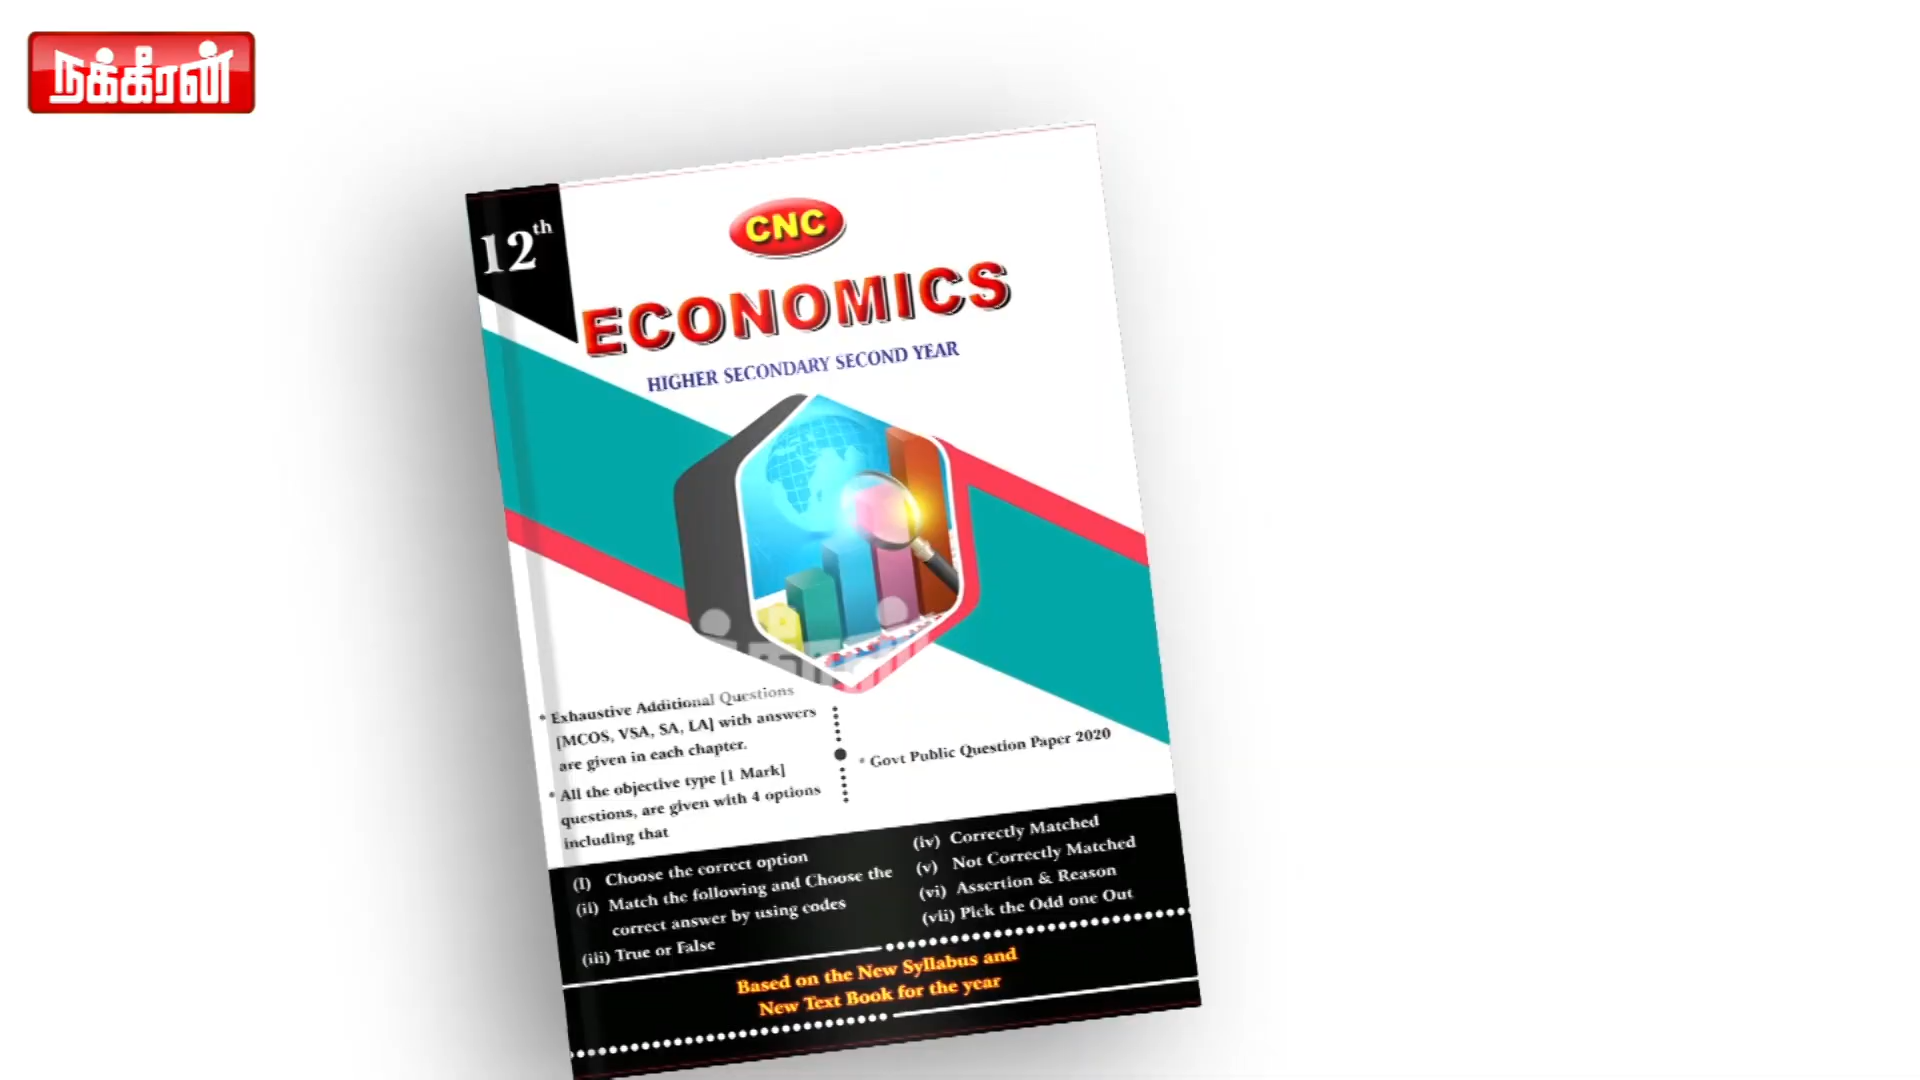 நக்கீரன்
12th
CNC
ECONOMICS
HIGHER SECONDARY SECOND YEAR
* Exhaustive Additional Questions
[MCOS, VSA, SA, LA] with answers
are given in each chapter.
* All the objective type [1 Mark]
questions, are given with 4 options
including that
* Govt Public Question Paper 2020
(I) Choose the correct option
(ii) Match the following and Choose the
correct answer by using codes
(iii) True or False
(iv) Correctly Matched
(v) Not Correctly Matched
(vi) Assertion & Reason
(vii) Pick the Odd one Out
Based on the New Syllabus and
New Text Book for the year